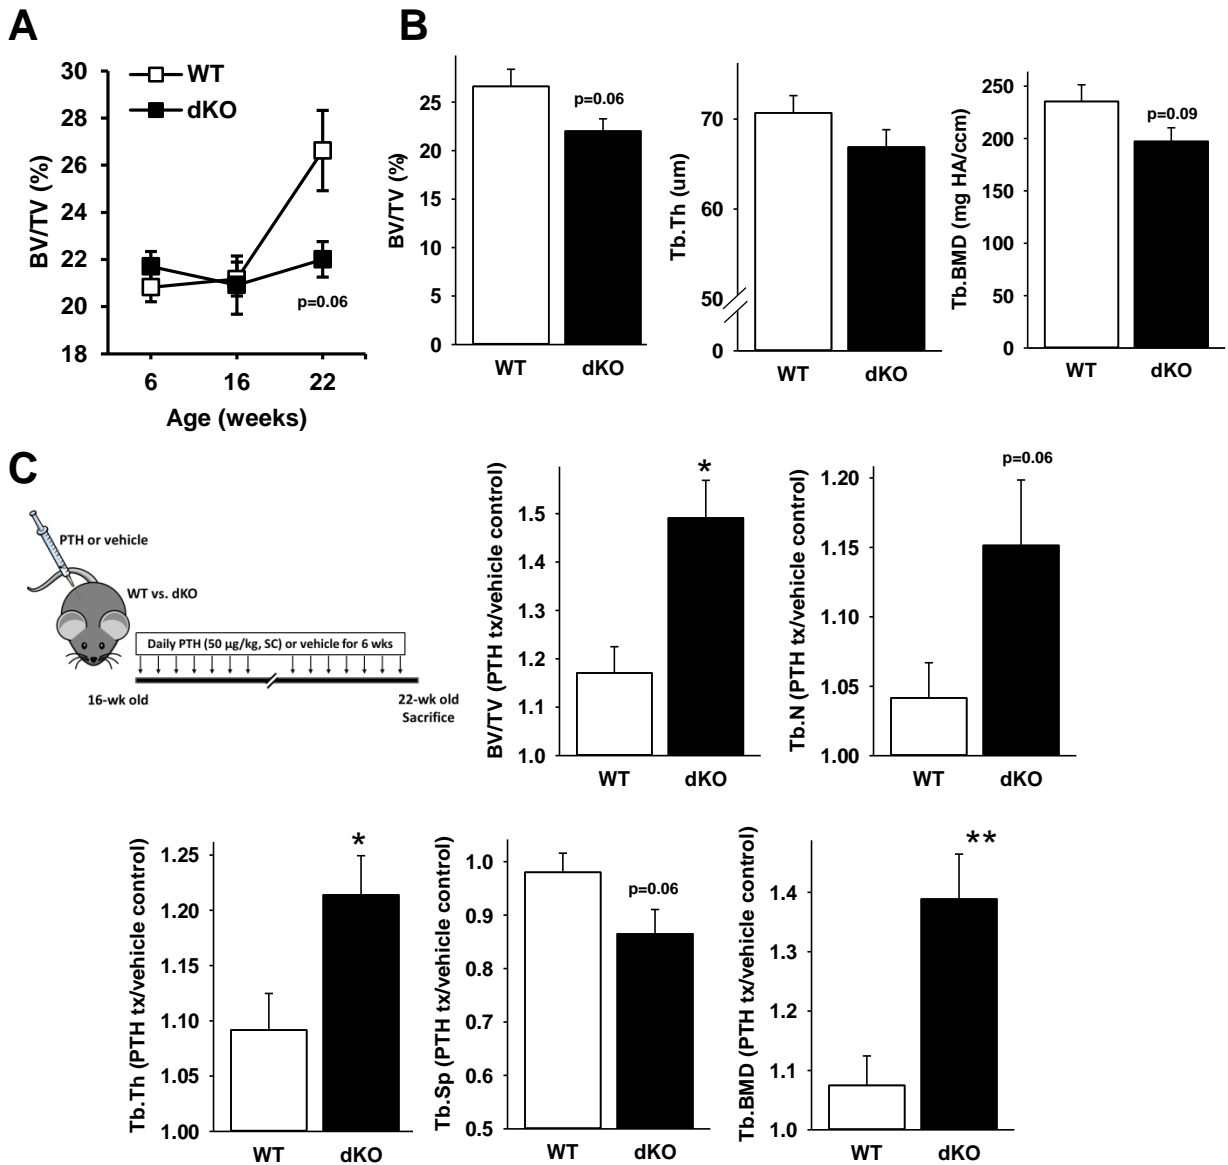 A
WT
dKO
BV/TV (%)
30
28
26
24
22
20
18
p=0.06
6
16
22
Age (weeks)
B
BV/TV (%)
25
20
15
10
5
0
p=0.06
WT
dKO
Tb.Th (um)
70
60
50
0
WT
dKO
Tb.BMD (mg HA/ccm)
250
200
150
100
50
0
p=0.09
WT
dKO
C
PTH or vehicle
WT vs. dKO
Daily PTH (50 µg/kg, SC) or vehicle for 6 wks
16-wk old
22-wk old
Sacrifice
BV/TV (PTH tx/vehicle control)
1.5
1.4
1.3
1.2
1.1
1.0
*
WT
dKO
Tb.N (PTH tx/vehicle control)
1.20
1.15
1.10
1.05
1.00
p=0.06
WT
dKO
Tb.Th (PTH tx/vehicle control)
1.25
1.20
1.15
1.10
1.05
1.00
*
WT
dKO
Tb.Sp (PTH tx/vehicle control)
1.0
0.9
0.8
0.7
0.6
0.5
p=0.06
WT
dKO
Tb.BMD (PTH tx/vehicle control)
1.4
1.3
1.2
1.1
1.0
**
WT
dKO